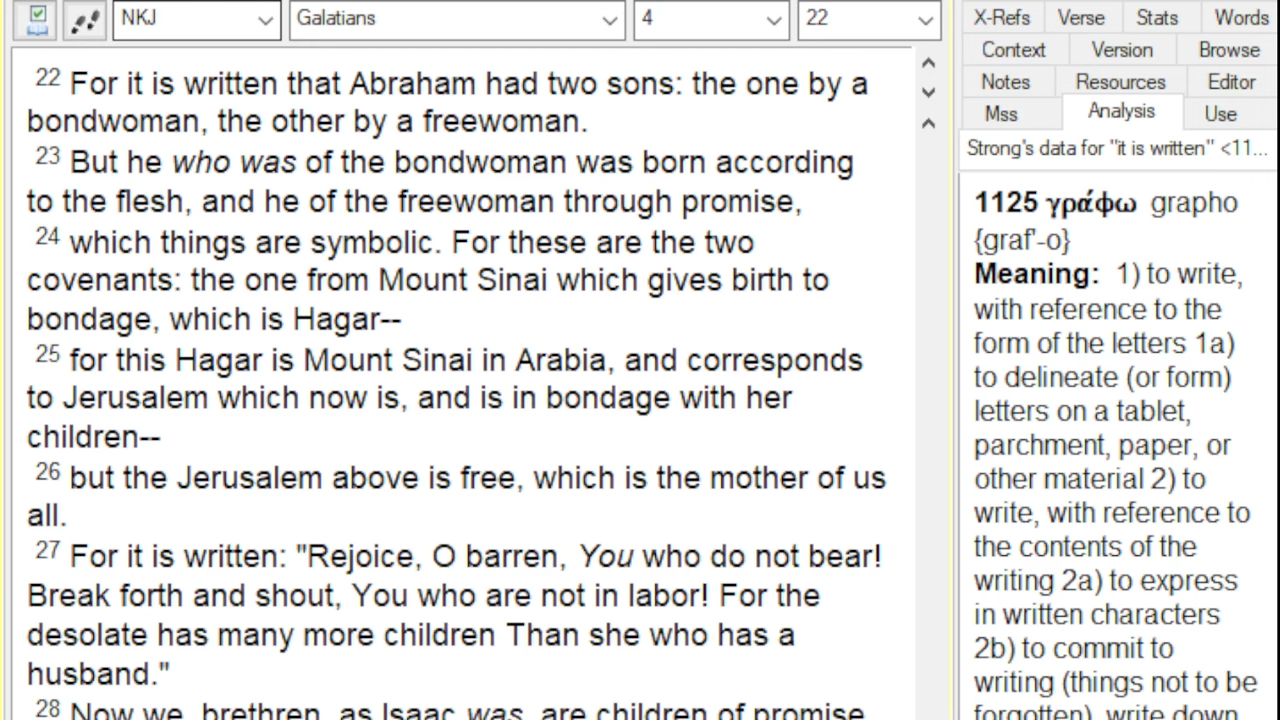 NKJ Galatians 4 22
22 For it is written that Abraham had two sons: the one by a
bondwoman, the other by a freewoman.
23 But he who was of the bondwoman was born according
to the flesh, and he of the freewoman through promise,
24 which things are symbolic. For these are the two
covenants: the one from Mount Sinai which gives birth to
bondage, which is Hagar--
25 for this Hagar is Mount Sinai in Arabia, and corresponds
to Jerusalem which now is, and is in bondage with her
children--
26 but the Jerusalem above is free, which is the mother of us
all.
27 For it is written: "Rejoice, O barren, You who do not bear!
Break forth and shout, You who are not in labor! For the
desolate has many more children Than she who has a
husband."
28 Now we, brethren, as Isaac was, are children of promise
X-Refs Verse Stats Words
Context Version Browse
Notes Resources Editor
Mss Analysis Use
Strong's data for "it is written" <11...
1125 γράφω grapho
{graf'-o}
Meaning: 1) to write,
with reference to the
form of the letters 1a)
to delineate (or form)
letters on a tablet,
parchment, paper, or
other material 2) to
write, with reference to
the contents of the
writing 2a) to express
in written characters
2b) to commit to
writing (things not to be
forgotten), write down